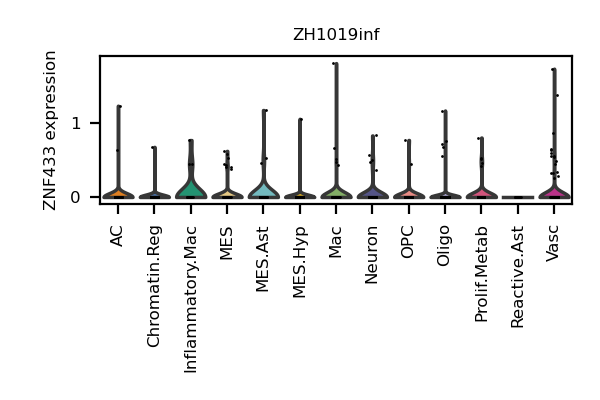 ZH1019inf
ZNF433 expression
1
0
AC
Chromatin.Reg
Inflammatory.Mac
MES
MES.Ast
MES.Hyp
Mac
Neuron
OPC
Oligo
Prolif.Metab
Reactive.Ast
Vasc